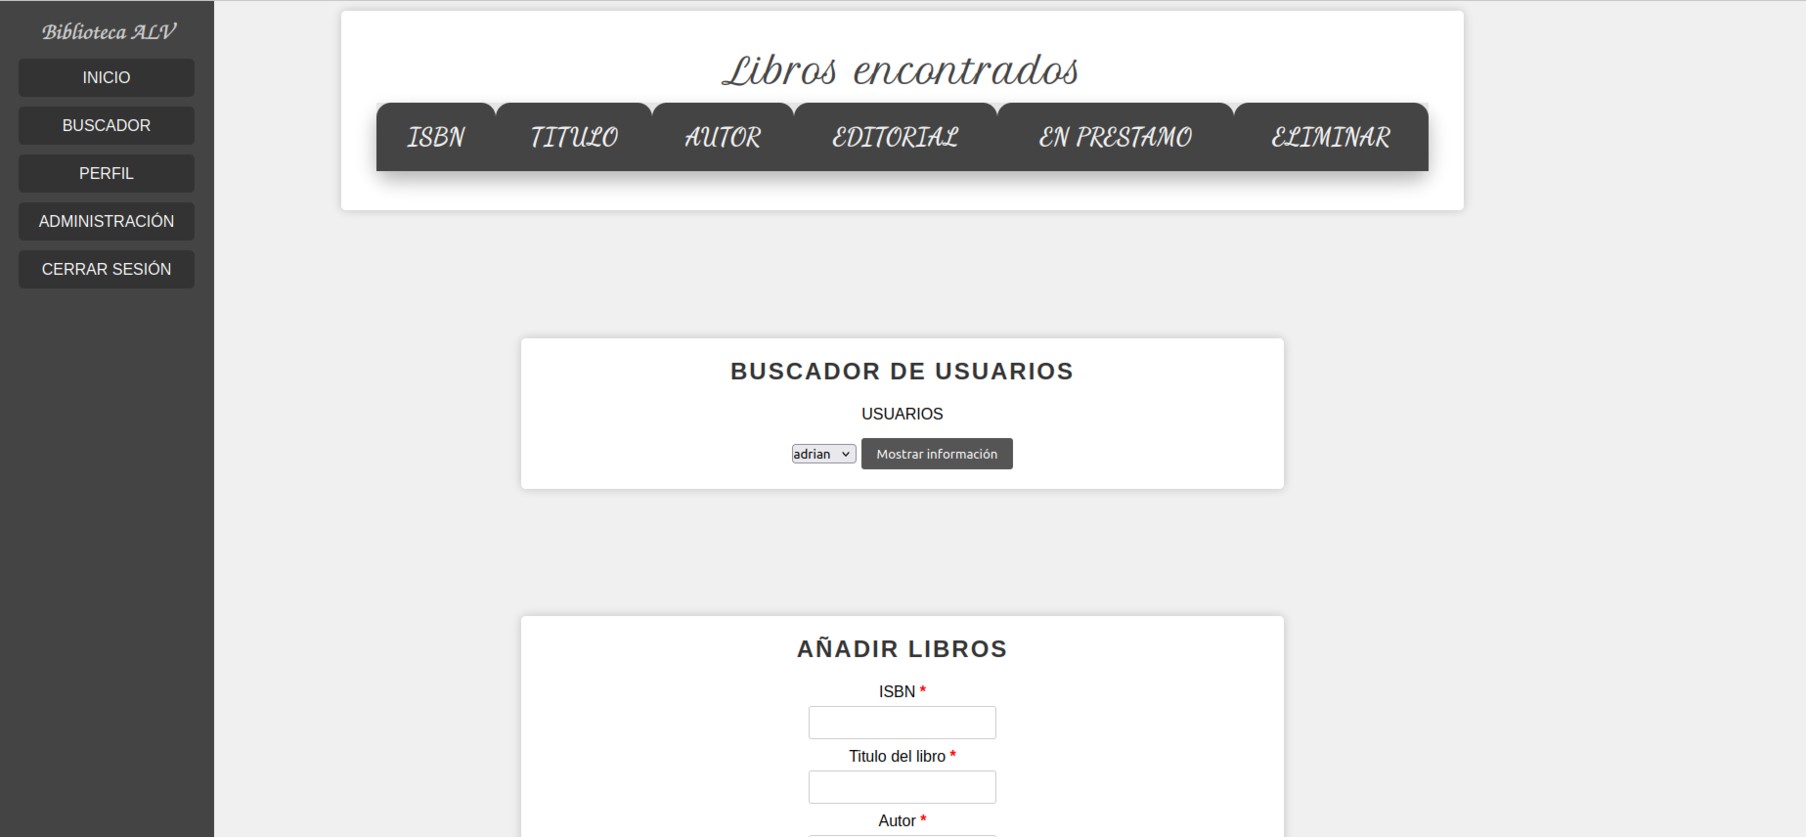 Biblioteca ALV
INICIO
BUSCADOR
PERFIL
ADMINISTRACIÓN
CERRAR SESIÓN
Libros encontrados
ISBN TITULO AUTOR EDITORIAL EN PRESTAMO ELIMINAR
BUSCADOR DE USUARIOS
USUARIOS
adrian Mostrar información
AÑADIR LIBROS
ISBN *
Titulo del libro *
Autor *